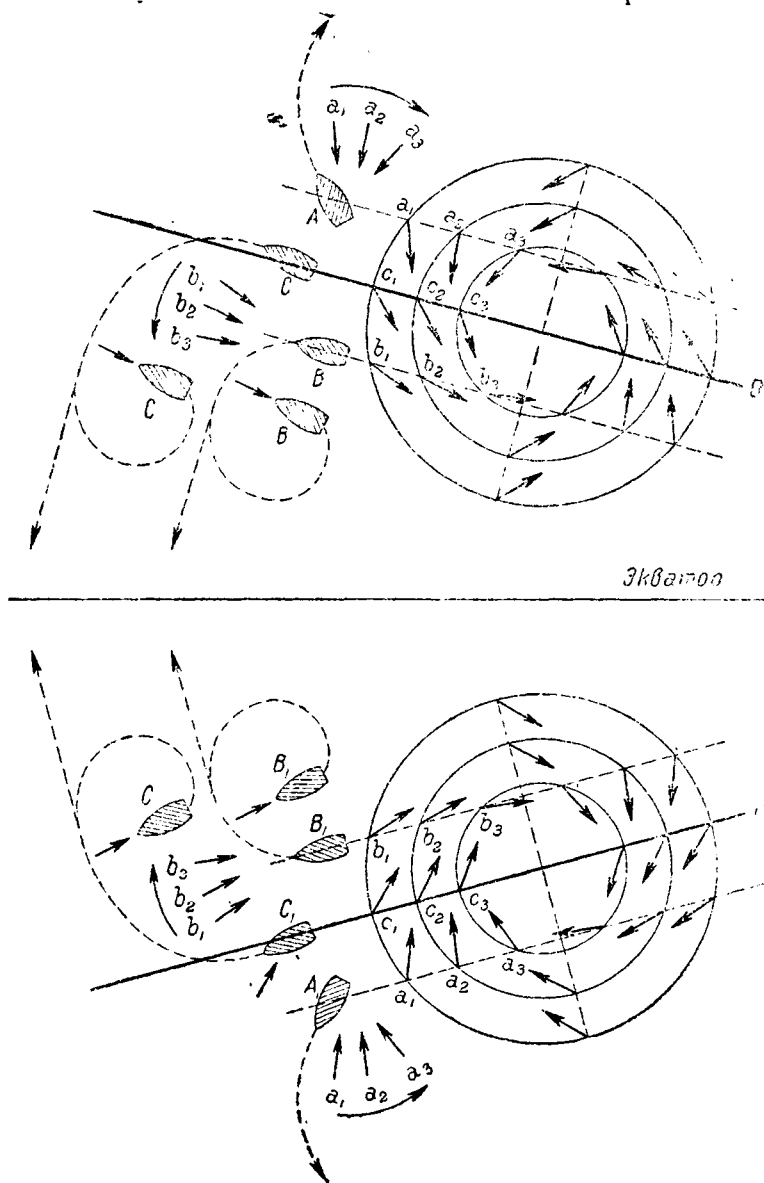 a₁ a₂ a₃
A
a₁ a₂ a₃
C
c₁ c₂ c₃
b₁
b₂
b₃
B
b₁ b₂ b₃
C
B
Экватор
C
B₁
B₁
b₃
b₂
b₁
b₁ b₂ b₃
C₁
c₁ c₂ c₃
A₁
a₁ a₂ a₃
a₁ a₂ a₃